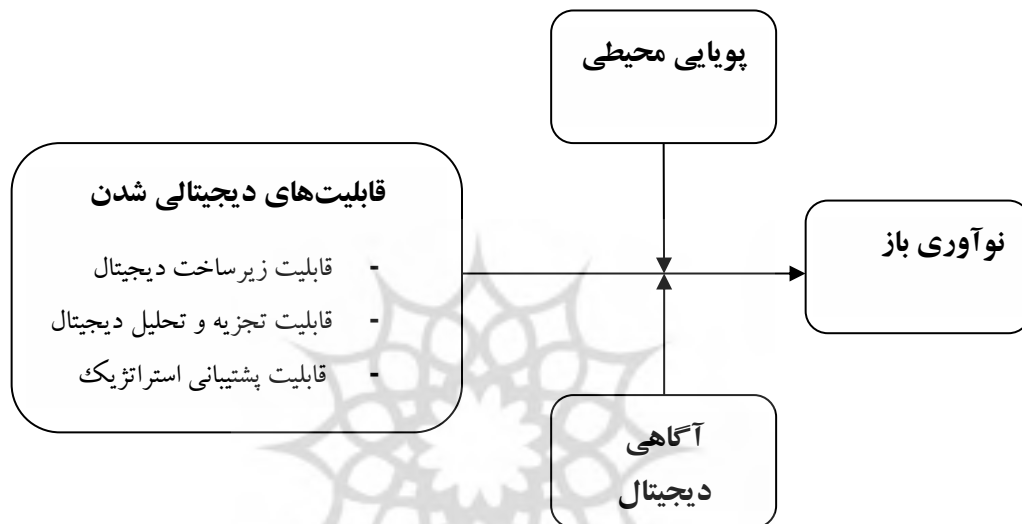 پویایی محیطی
قابلیت‌های دیجیتالی شدن
- قابلیت زیرساخت دیجیتال
- قابلیت تجزیه و تحلیل دیجیتال
- قابلیت پشتیبانی استراتژیک
نوآوری باز
آگاهی
دیجیتال